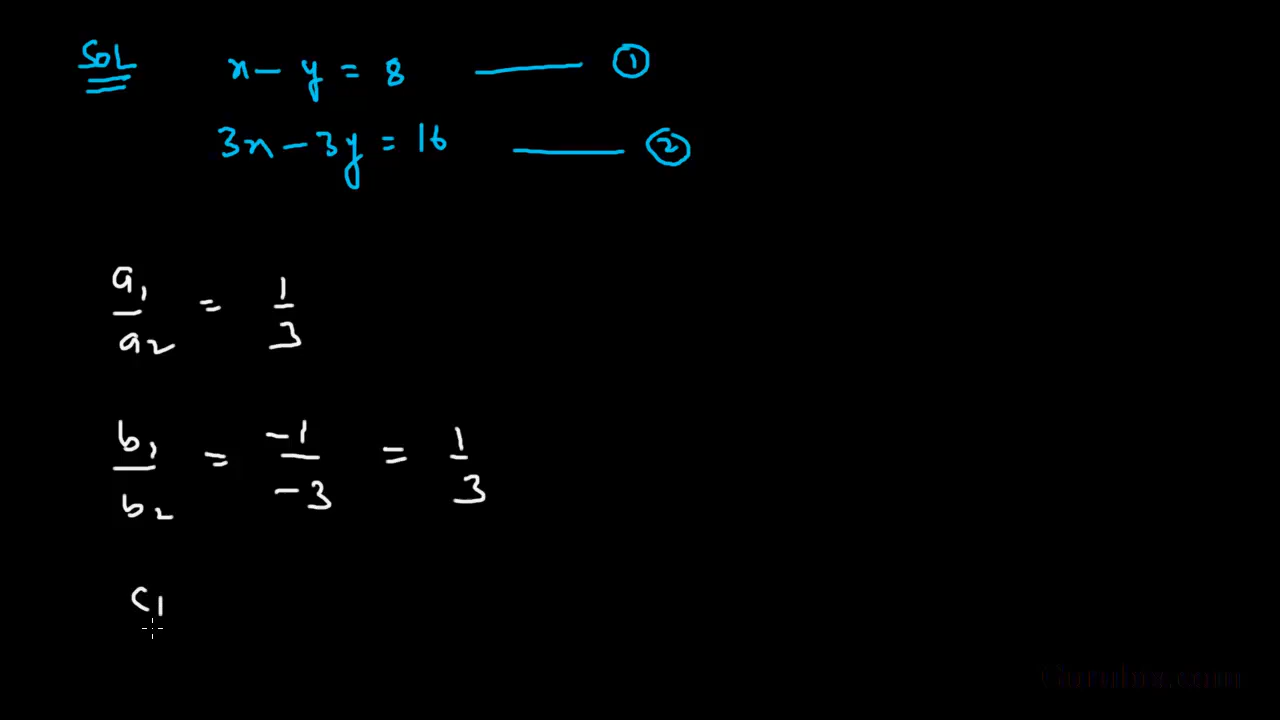 SOL x - y = 8 ——— ①
3x - 3y = 16 ——— ②
a₁/a₂ = 1/3
b₁/b₂ = -1/-3 = 1/3
c₁